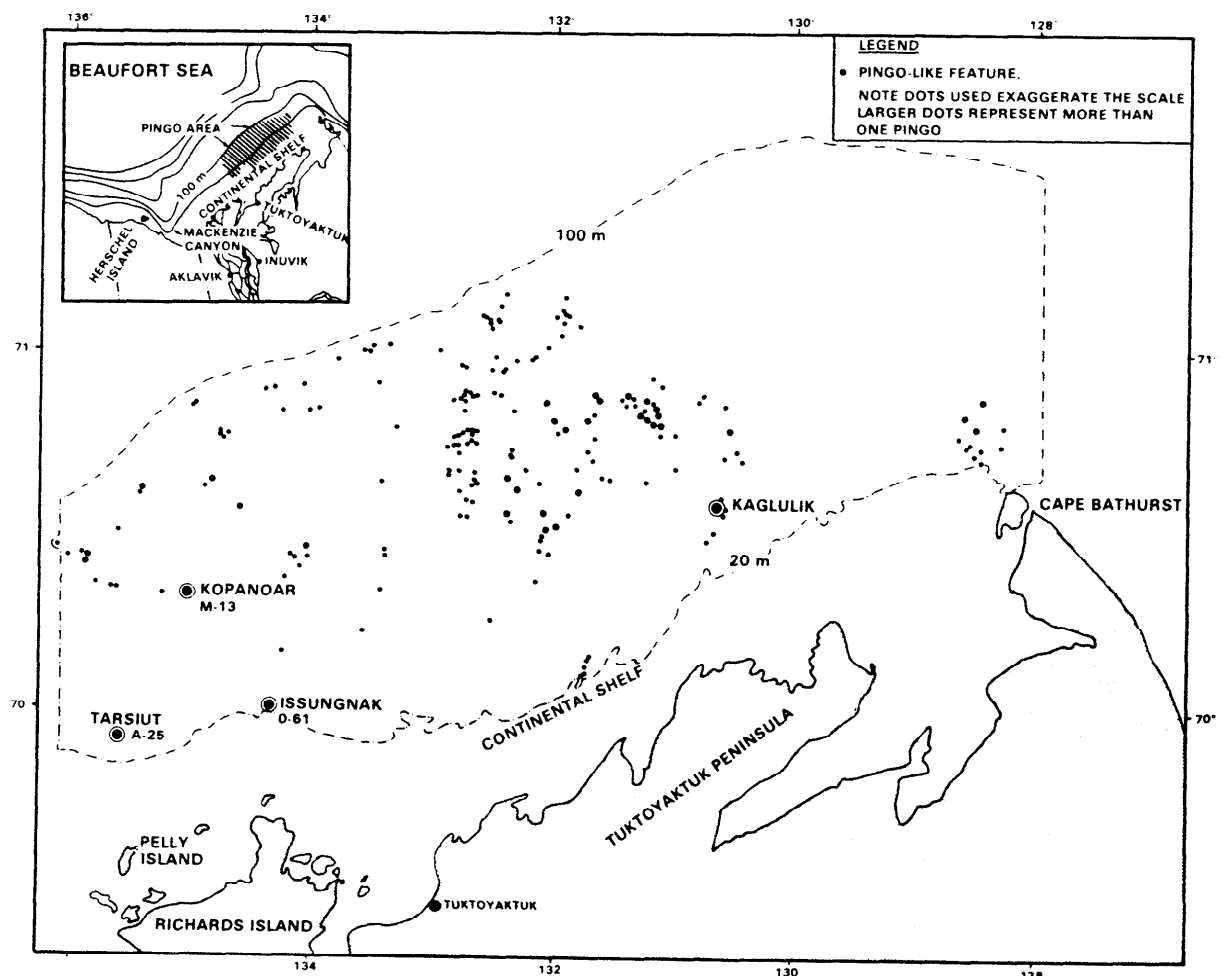 136°
134°
132°
130°
128°
BEAUFORT SEA
PINGO AREA
100 m
CONTINENTAL SHELF
TUKTOYAKTUK
MACKENZIE
CANYON
HERSCHEL
ISLAND
INUVIK
AKLAVIK
LEGEND
PINGO-LIKE FEATURE.
NOTE DOTS USED EXAGGERATE THE SCALE
LARGER DOTS REPRESENT MORE THAN
ONE PINGO
100 m
71
71°
KAGLULIK
CAPE BATHURST
20 m
KOPANOAR
M-13
ISSUNGNAK
0-61
TARSIUT
A-25
70
70°
CONTINENTAL SHELF
TUKTOYAKTUK PENINSULA
PELLY
ISLAND
RICHARDS ISLAND
TUKTOYAKTUK
134
132
130